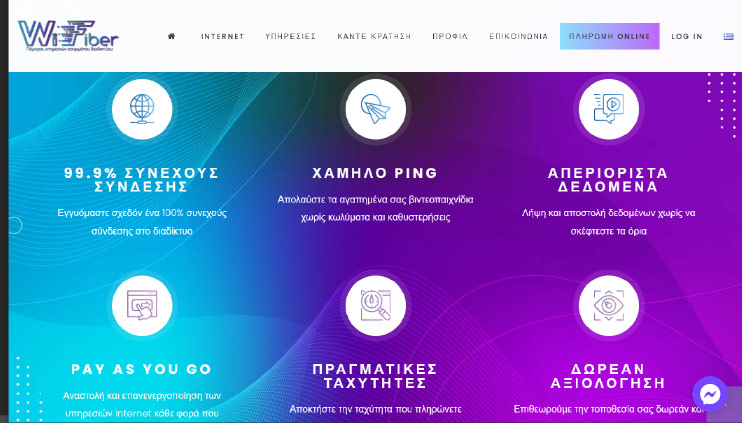 WiFiber
Πάροχος υπηρεσιών ασυρμάτου διαδικτύου
INTERNET ΥΠΗΡΕΣΙΕΣ ΚΑΝΤΕ ΚΡΑΤΗΣΗ ΠΡΟΦΙΛ ΕΠΙΚΟΙΝΩΝΙΑ ΠΛΗΡΩΜΗ ONLINE LOG IN
99.9% ΣΥΝΕΧΟΥΣ
ΣΥΝΔΕΣΗΣ
Εγγυόμαστε σχεδόν ένα 100% συνεχούς
σύνδεσης στο διαδίκτυο
ΧΑΜΗΛΟ PING
Απολαύστε τα αγαπημένα σας βιντεοπαιχνίδια
χωρίς κωλύματα και καθυστερήσεις
ΑΠΕΡΙΟΡΙΣΤΑ
ΔΕΔΟΜΕΝΑ
Λήψη και αποστολή δεδομένων χωρίς να
σκέφτεστε τα όρια
PAY AS YOU GO
Αναστολή και επανενεργοποίηση των
υπηρεσιών Internet κάθε φορά που
ΠΡΑΓΜΑΤΙΚΕΣ
ΤΑΧΥΤΗΤΕΣ
Αποκτήστε την ταχύτητα που πληρώνετε
ΔΩΡΕΑΝ
ΑΞΙΟΛΟΓΗΣΗ
Επιθεωρούμε την τοποθεσία σας δωρεάν